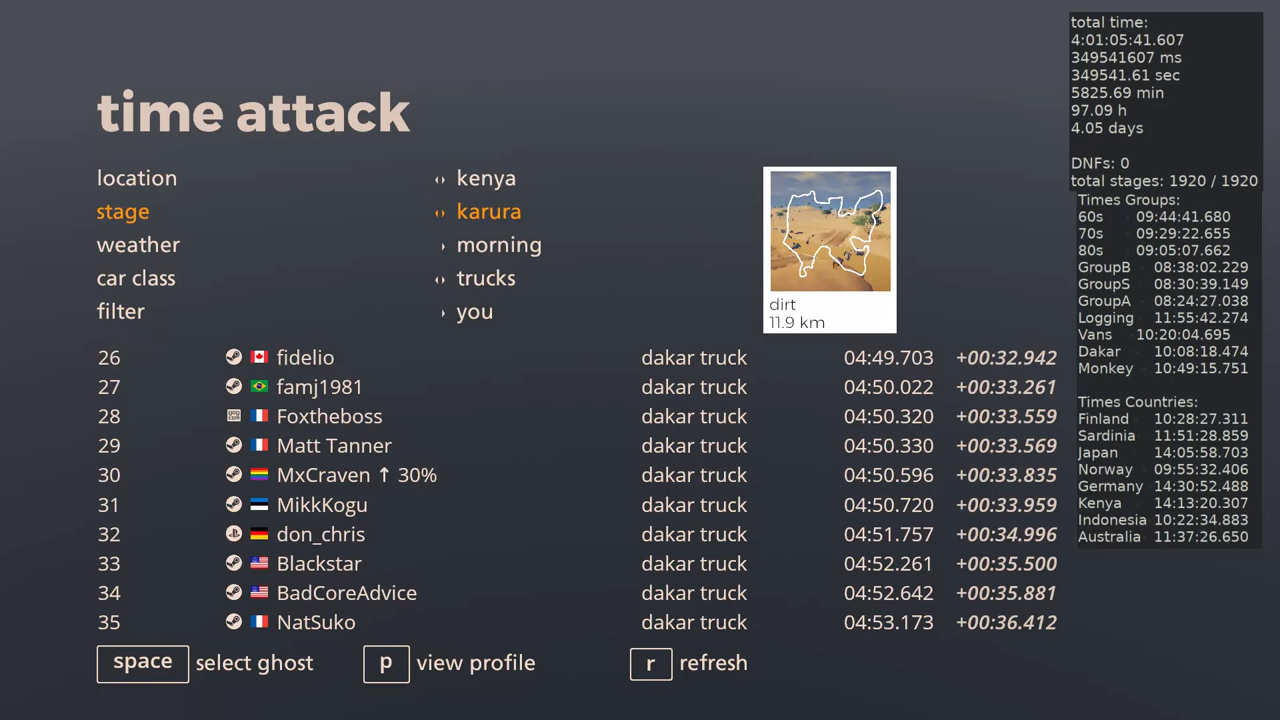 time attack
location kenya
stage karura
weather morning
car class trucks
filter you
dirt
11.9 km
26 fidelio dakar truck 04:49.703 +00:32.942
27 famj1981 dakar truck 04:50.022 +00:33.261
28 Foxtheboss dakar truck 04:50.320 +00:33.559
29 Matt Tanner dakar truck 04:50.330 +00:33.569
30 MxCraven ↑ 30% dakar truck 04:50.596 +00:33.835
31 MikkKogu dakar truck 04:50.720 +00:33.959
32 don_chris dakar truck 04:51.757 +00:34.996
33 Blackstar dakar truck 04:52.261 +00:35.500
34 BadCoreAdvice dakar truck 04:52.642 +00:35.881
35 NatSuko dakar truck 04:53.173 +00:36.412
space select ghost p view profile r refresh
total time:
4:01:05:41.607
349541607 ms
349541.61 sec
5825.69 min
97.09 h
4.05 days
DNFs: 0
total stages: 1920 / 1920
Times Groups:
60s 09:44:41.680
70s 09:29:22.655
80s 09:05:07.662
GroupB 08:38:02.229
GroupS 08:30:39.149
GroupA 08:24:27.038
Logging 11:55:42.274
Vans 10:20:04.695
Dakar 10:08:18.474
Monkey 10:49:15.751
Times Countries:
Finland 10:28:27.311
Sardinia 11:51:28.859
Japan 14:05:58.703
Norway 09:55:32.406
Germany 14:30:52.488
Kenya 14:13:20.307
Indonesia 10:22:34.883
Australia 11:37:26.650